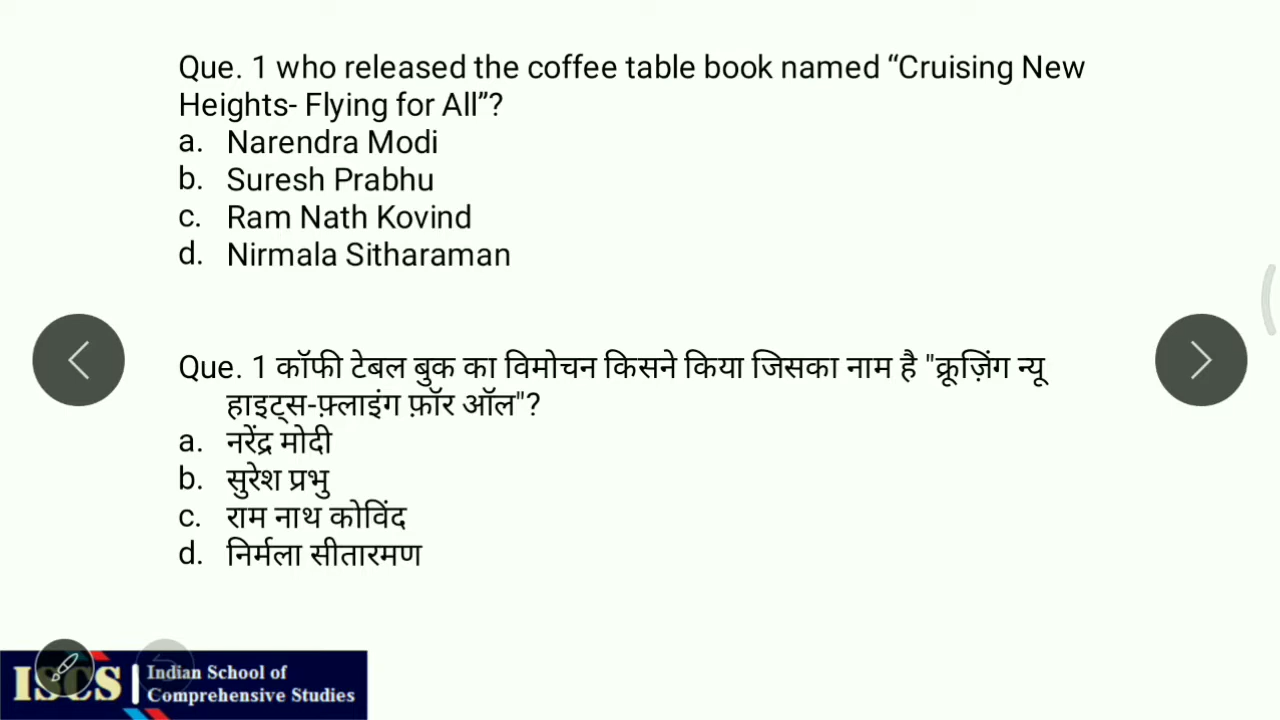 Que. 1 who released the coffee table book named “Cruising New
Heights- Flying for All”?
a. Narendra Modi
b. Suresh Prabhu
c. Ram Nath Kovind
d. Nirmala Sitharaman
Que. 1 कॉफी टेबल बुक का विमोचन किसने किया जिसका नाम है "क्रूज़िंग न्यू
हाइट्स-फ़्लाइंग फ़ॉर ऑल"?
a. नरेंद्र मोदी
b. सुरेश प्रभु
c. राम नाथ कोविंद
d. निर्मला सीतारमण
ISCS
Indian School of
Comprehensive Studies